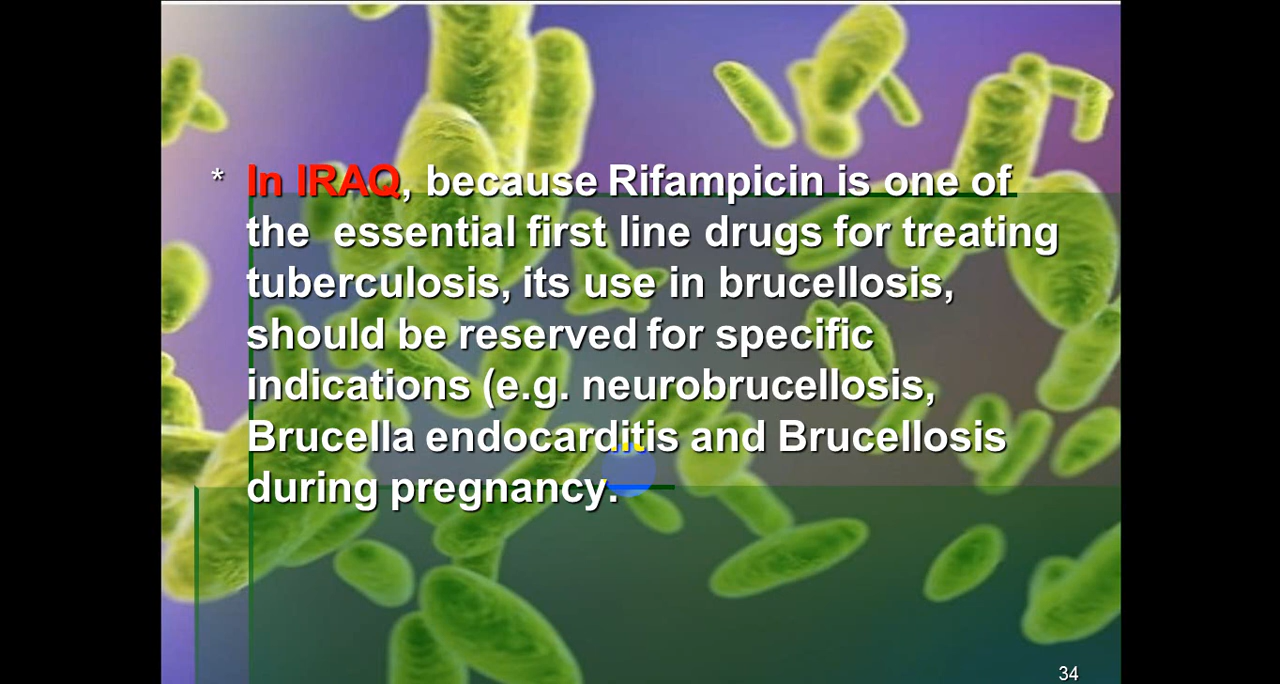 * In IRAQ, because Rifampicin is one of
the essential first line drugs for treating
tuberculosis, its use in brucellosis,
should be reserved for specific
indications (e.g. neurobrucellosis,
Brucella endocarditis and Brucellosis
during pregnancy.
34